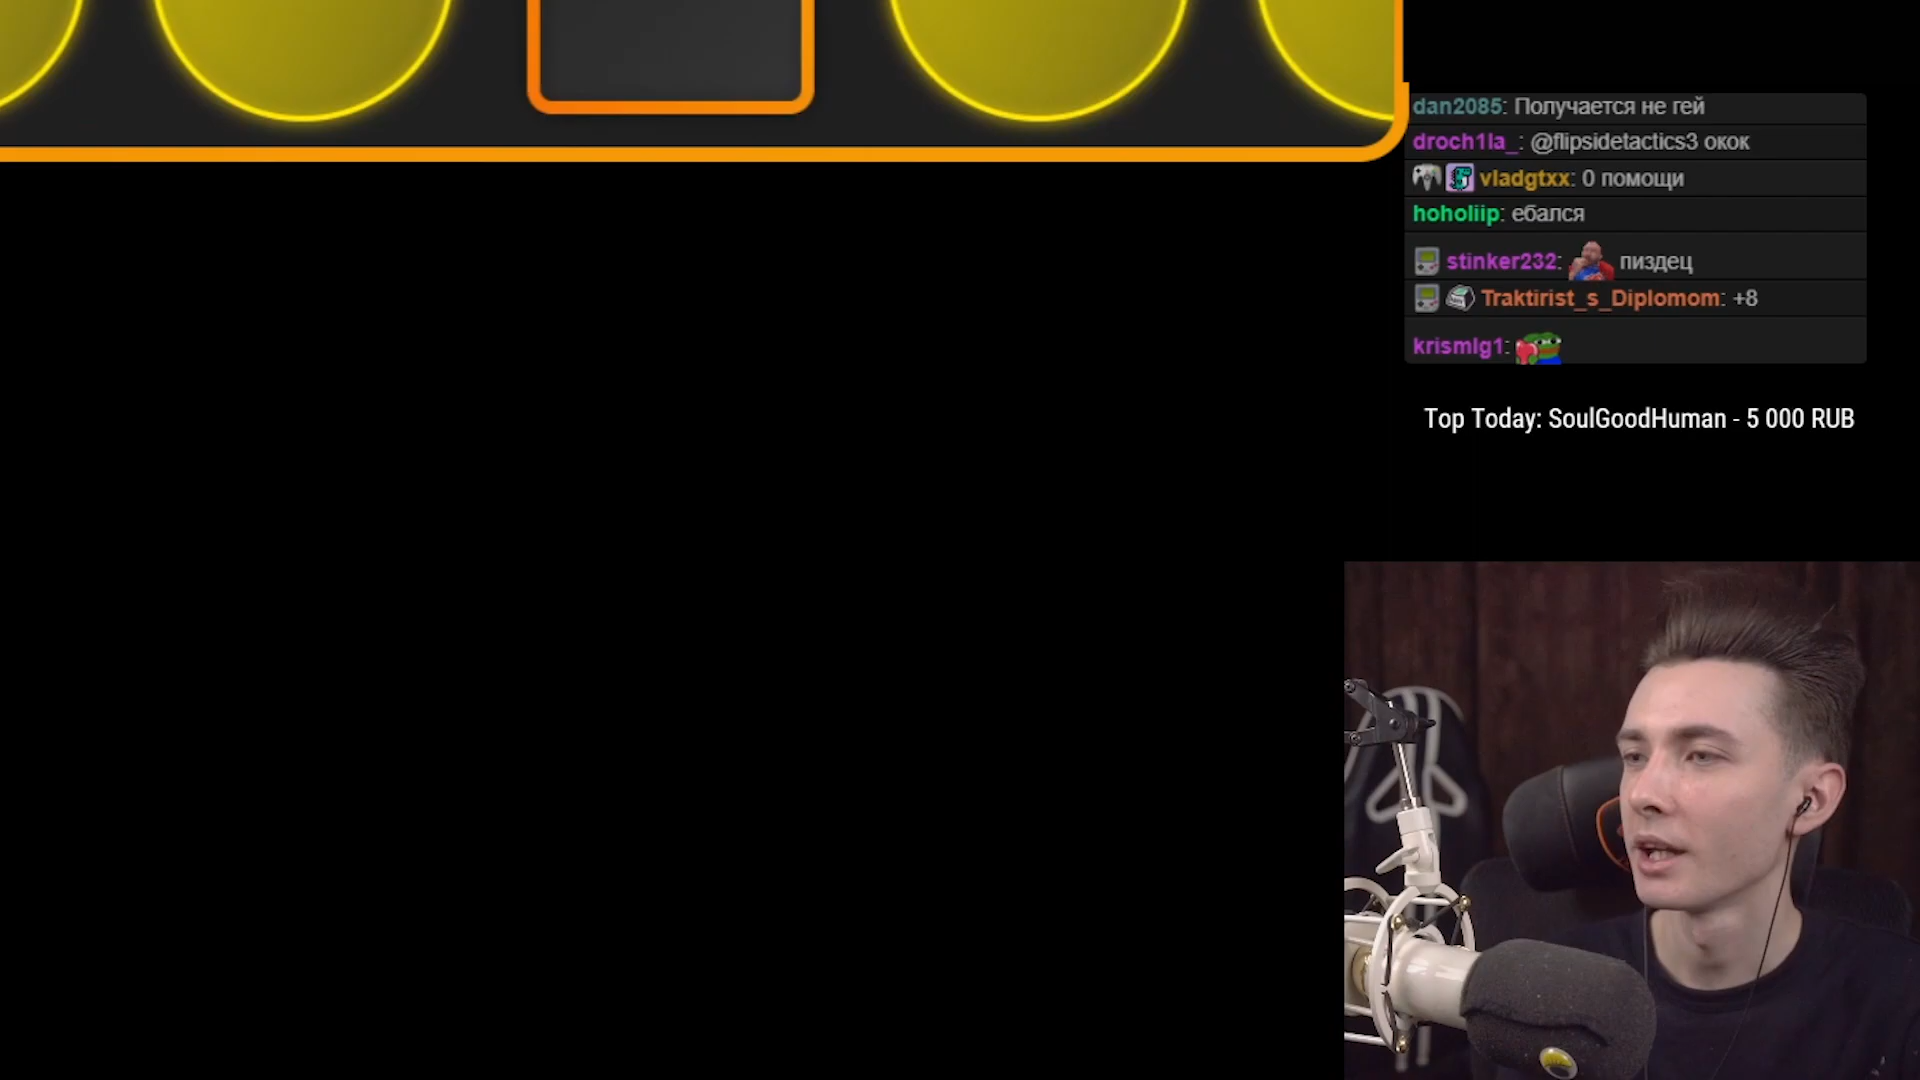 dan2085: Получается не гей
droch1la_: @flipsidetactics3 окок
vladgtxx: 0 помощи
hoholiip: ебался
stinker232: пиздец
Traktirist_s_Diplomom: +8
krismlg1:
Top Today: SoulGoodHuman - 5 000 RUB